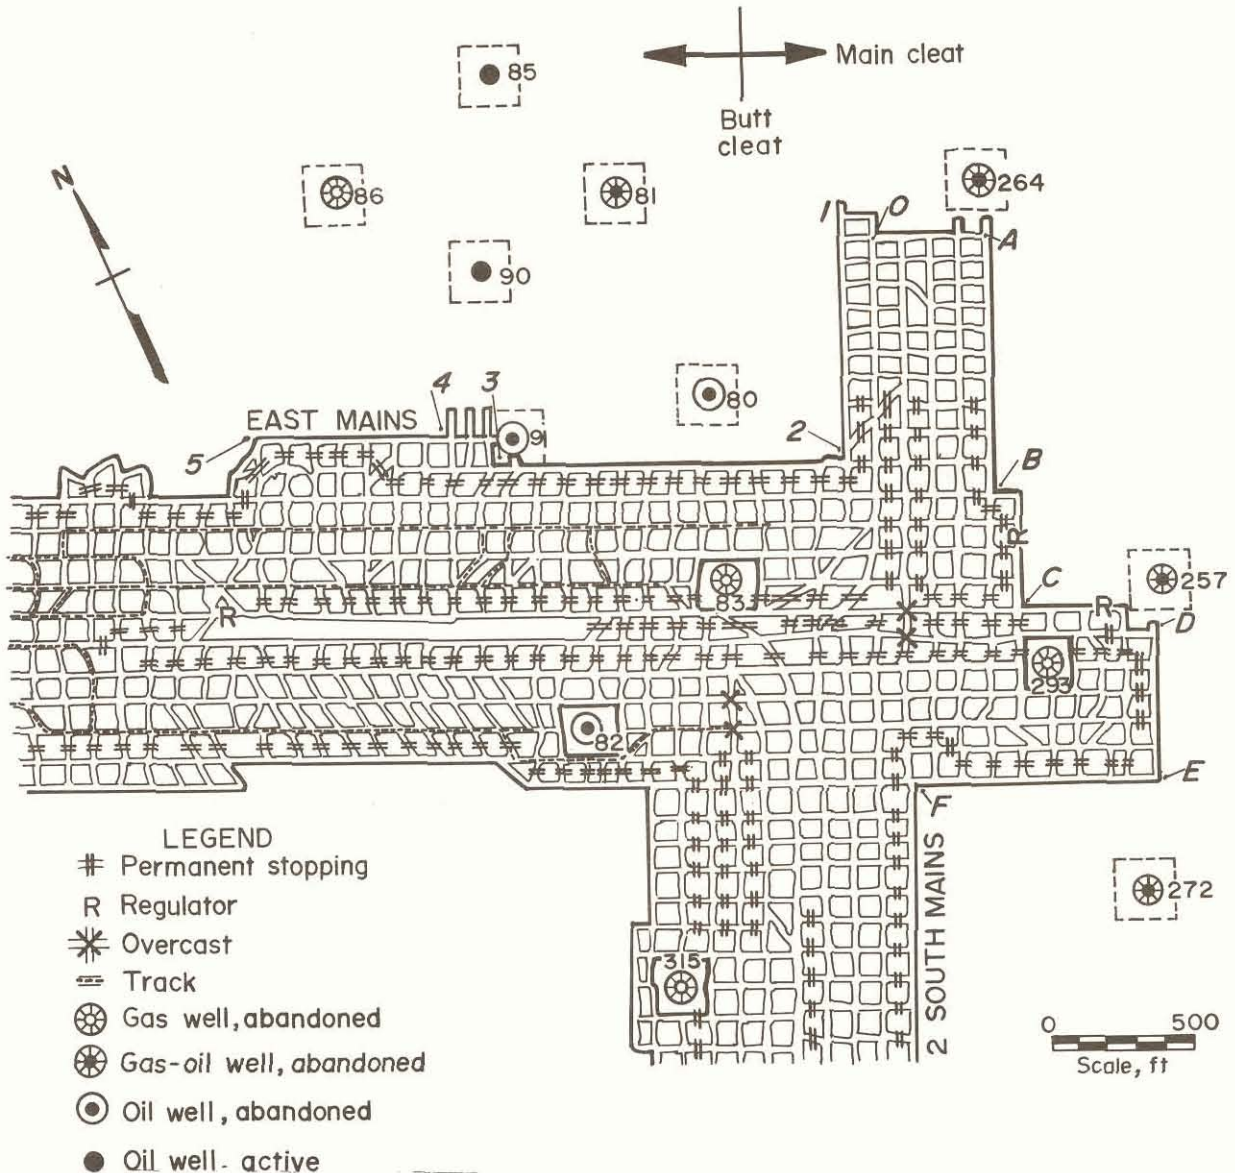 85
Main cleat
Butt
cleat
N
86
81
264
1
0
A
90
80
4
3
EAST MAINS
91
2
5
B
R
C
257
83
R
R
D
293
82
E
F
LEGEND
Permanent stopping
R Regulator
Overcast
Track
Gas well, abandoned
Gas-oil well, abandoned
Oil well, abandoned
Oil well - active
2 SOUTH MAINS
272
315
0 500
Scale, ft